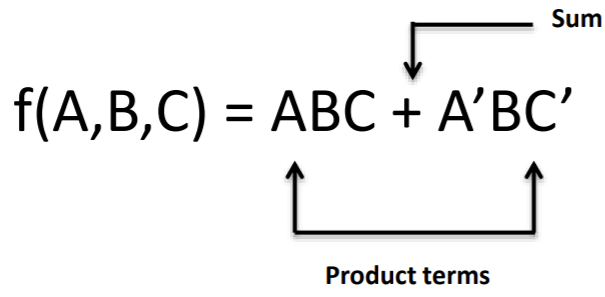 Sum
f(A,B,C) = ABC + A’BC’
Product terms